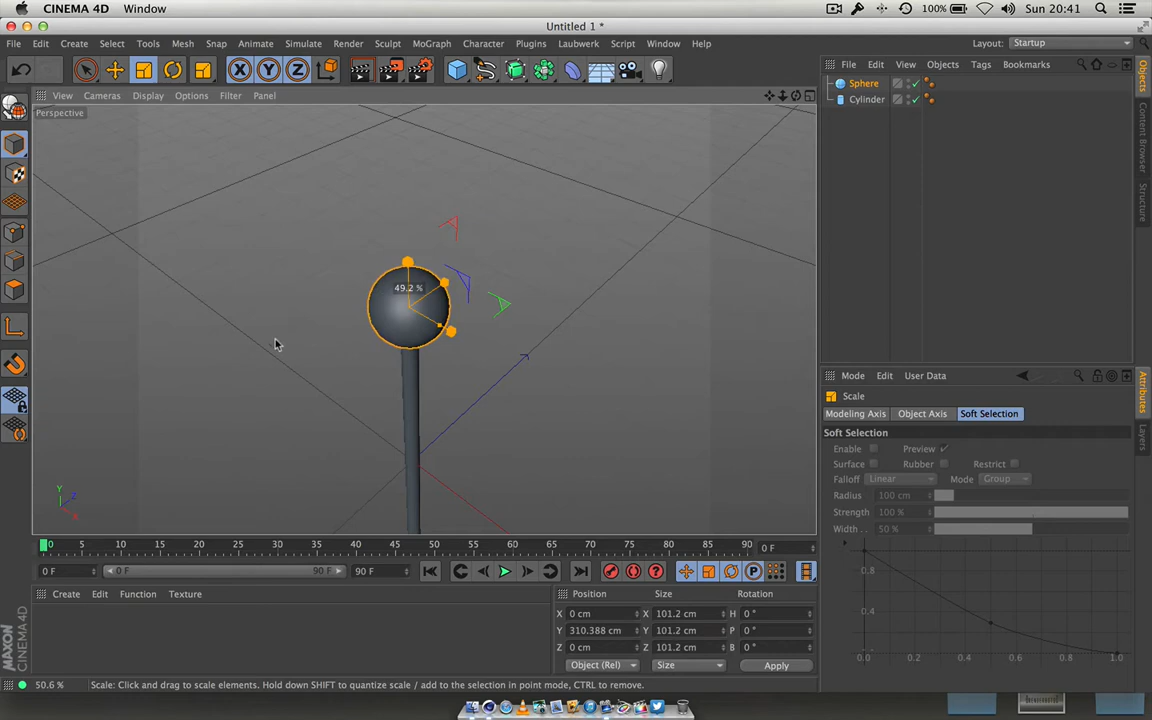 CINEMA 4D Window 100% Sun 20:41
Untitled 1 *
File Edit Create Select Tools Mesh Snap Animate Simulate Render Sculpt MoGraph Character Plugins Laubwerk Script Window Help Layout: Startup
X Y Z
File Edit View Objects Tags Bookmarks
View Cameras Display Options Filter Panel
Perspective
Sphere
Cylinder
Objects
Content Browser
Structure
49.2 %
Mode Edit User Data
Scale
Modeling Axis Object Axis Soft Selection
Soft Selection
Enable Preview
Surface Rubber Restrict
Falloff Linear Mode Group
Radius 100 cm
Strength 100 %
Width . . 50 %
Attributes
Layers
Y
Z
X
0 5 10 15 20 25 30 35 40 45 50 55 60 65 70 75 80 85 90 0 F
0 F 0 F 90 F 90 F
P
0.8
0.4
0.0 0.2 0.4 0.6 0.8 1.0
Create Edit Function Texture
Position Size Rotation
X 0 cm X 101.2 cm H 0 °
Y 310.388 cm Y 101.2 cm P 0 °
Z 0 cm Z 101.2 cm B 0 °
Object (Rel) Size Apply
MAXON
CINEMA 4D
50.6 % Scale: Click and drag to scale elements. Hold down SHIFT to quantize scale / add to the selection in point mode, CTRL to remove.